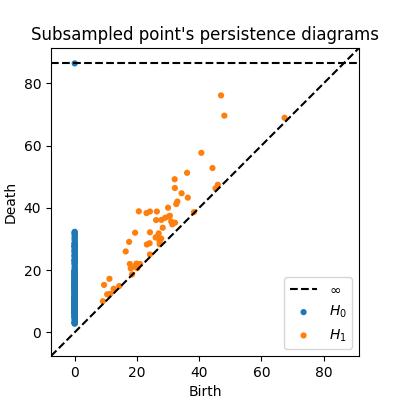 Subsampled point's persistence diagrams
Death
80
60
40
20
0
∞
H₀
H₁
0 20 40 60 80
Birth